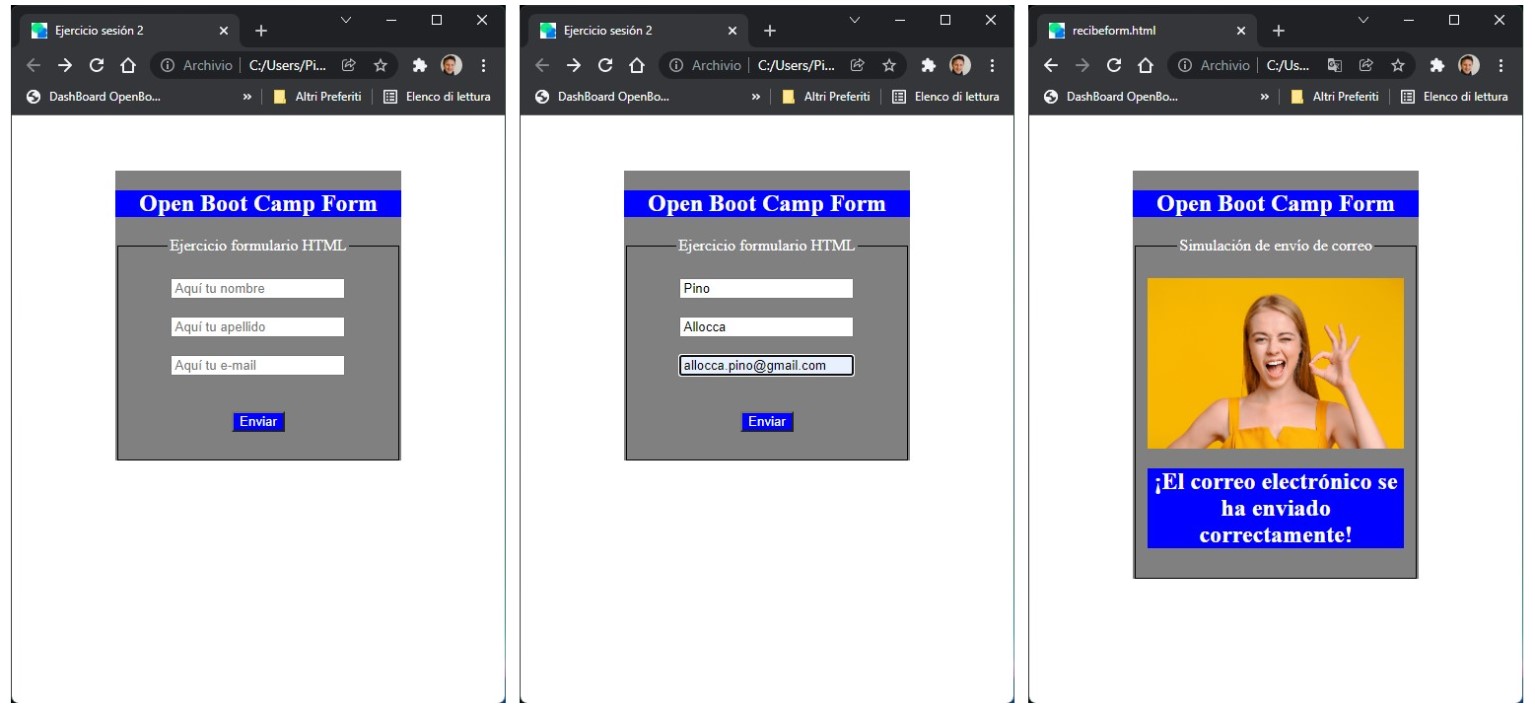 Ejercicio sesión 2
Archivio C:/Users/Pi...
DashBoard OpenBo... » Altri Preferiti Elenco di lettura
Open Boot Camp Form
Ejercicio formulario HTML
Aquí tu nombre
Aquí tu apellido
Aquí tu e-mail
Enviar
Ejercicio sesión 2
Archivio C:/Users/Pi...
DashBoard OpenBo... » Altri Preferiti Elenco di lettura
Open Boot Camp Form
Ejercicio formulario HTML
Pino
Allocca
allocca.pino@gmail.com
Enviar
recibeform.html
Archivio C:/Us...
DashBoard OpenBo... » Altri Preferiti Elenco di lettura
Open Boot Camp Form
Simulación de envío de correo
¡El correo electrónico se
ha enviado
correctamente!